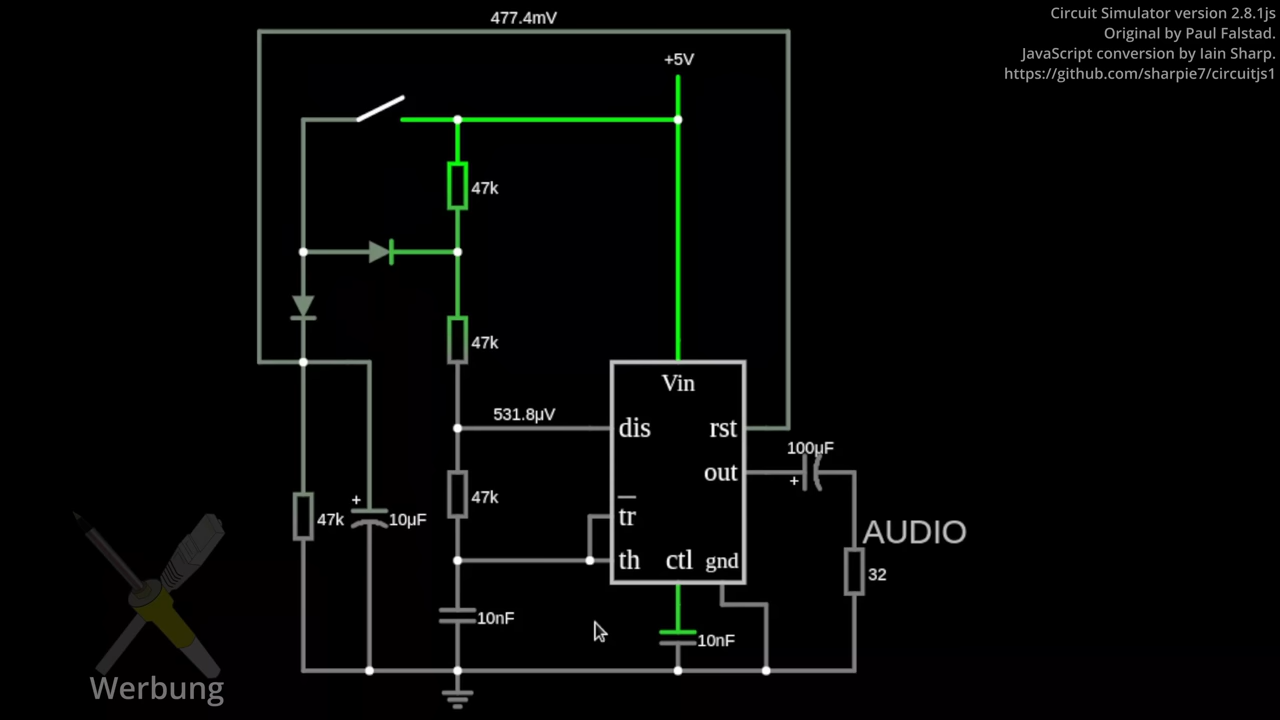 477.4mV
Circuit Simulator version 2.8.1js
Original by Paul Falstad.
JavaScript conversion by Iain Sharp.
https://github.com/sharpie7/circuitjs1
+5V
47k
47k
Vin
531.8μV
dis
rst
100μF
out
+
47k
+
47k
10μF
tr
AUDIO
th
ctl
gnd
32
10nF
10nF
Werbung